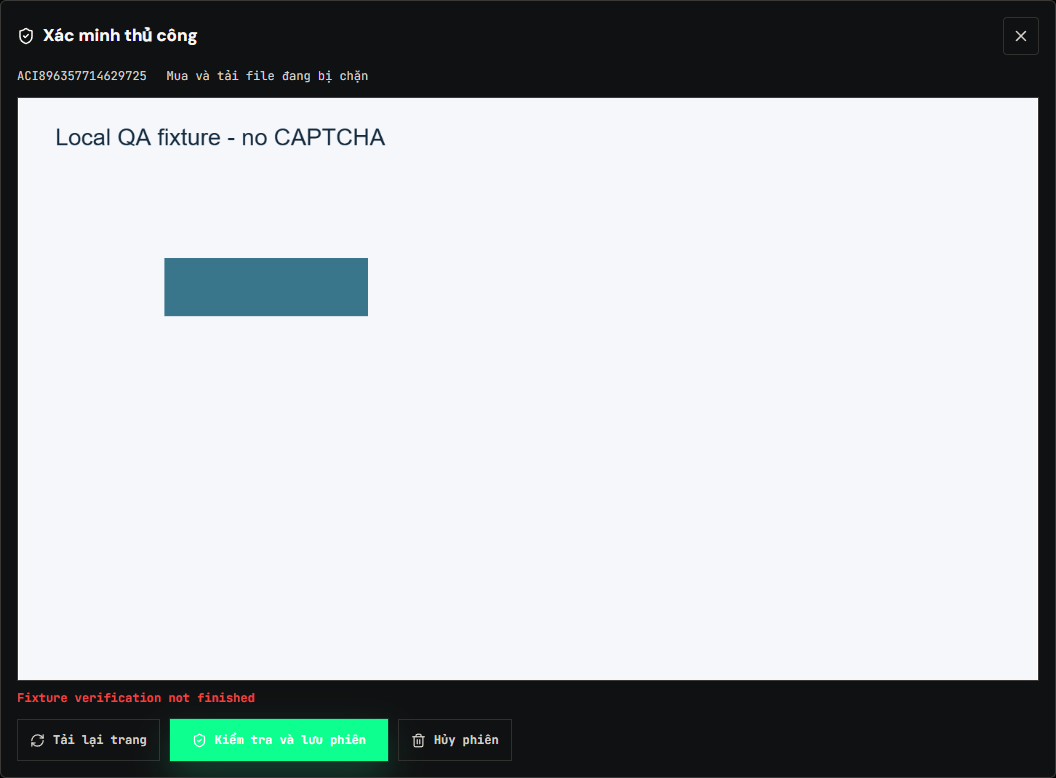 Xác minh thủ công
ACI896357714629725 Mua và tải file đang bị chặn
Local QA fixture - no CAPTCHA
Fixture verification not finished
Tải lại trang Kiểm tra và lưu phiên Hủy phiên